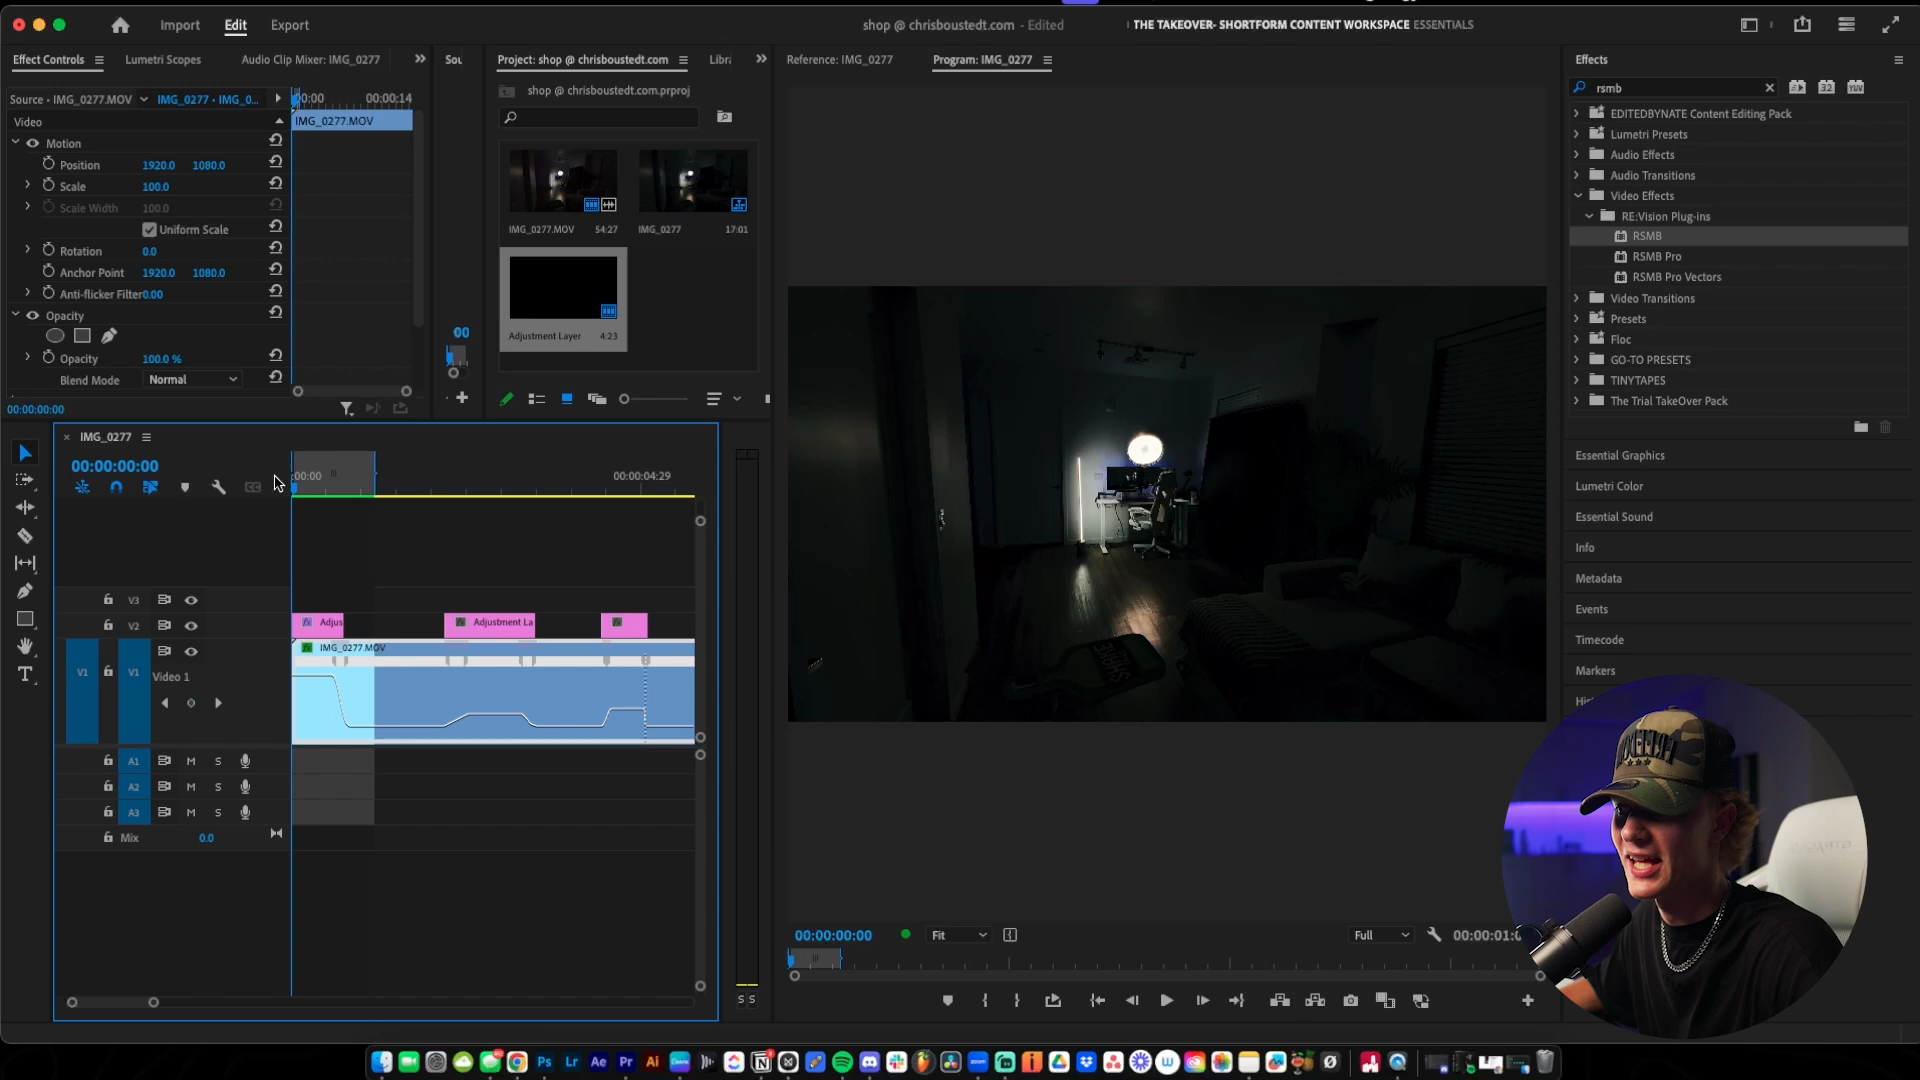 Import
Edit
Export
shop @ chrisboustedt.com - Edited
THE TAKEOVER- SHORTFORM CONTENT WORKSPACE
ESSENTIALS
Effect Controls
Lumetri Scopes
Audio Clip Mixer: IMG_0277
Sou
Project: shop @ chrisboustedt.com
Libr
Reference: IMG_0277
Program: IMG_0277
Effects
Source • IMG_0277.MOV
IMG_0277 • IMG_0...
00:00
00:00:14
Video
IMG_0277.MOV
Motion
Position 1920.0 1080.0
Scale 100.0
Scale Width 100.0
Uniform Scale
Rotation 0.0
Anchor Point 1920.0 1080.0
Anti-flicker Filter 0.00
Opacity
Opacity 100.0 %
Blend Mode Normal
00:00:00:00
00
shop @ chrisboustedt.com.prproj
IMG_0277.MOV 54:27
IMG_0277 17:01
Adjustment Layer 4:23
rsmb
32
YUV
EDITEDBYNATE Content Editing Pack
Lumetri Presets
Audio Effects
Audio Transitions
Video Effects
RE:Vision Plug-ins
RSMB
RSMB Pro
RSMB Pro Vectors
Video Transitions
Presets
Floc
GO-TO PRESETS
TINYTAPES
The Trial TakeOver Pack
Essential Graphics
Lumetri Color
Essential Sound
Info
Metadata
Events
Timecode
Markers
IMG_0277
00:00:00:00
:00:00
00:00:04:29
V3
V2
Adjus
Adjustment La
IMG_0277.MOV
V1
V1
Video 1
A1 M S
A2 M S
A3 M S
Mix 0.0
S S
00:00:00:00
Fit
Full
00:00:01:0
Ps
Lr
Ae
Pr
Ai